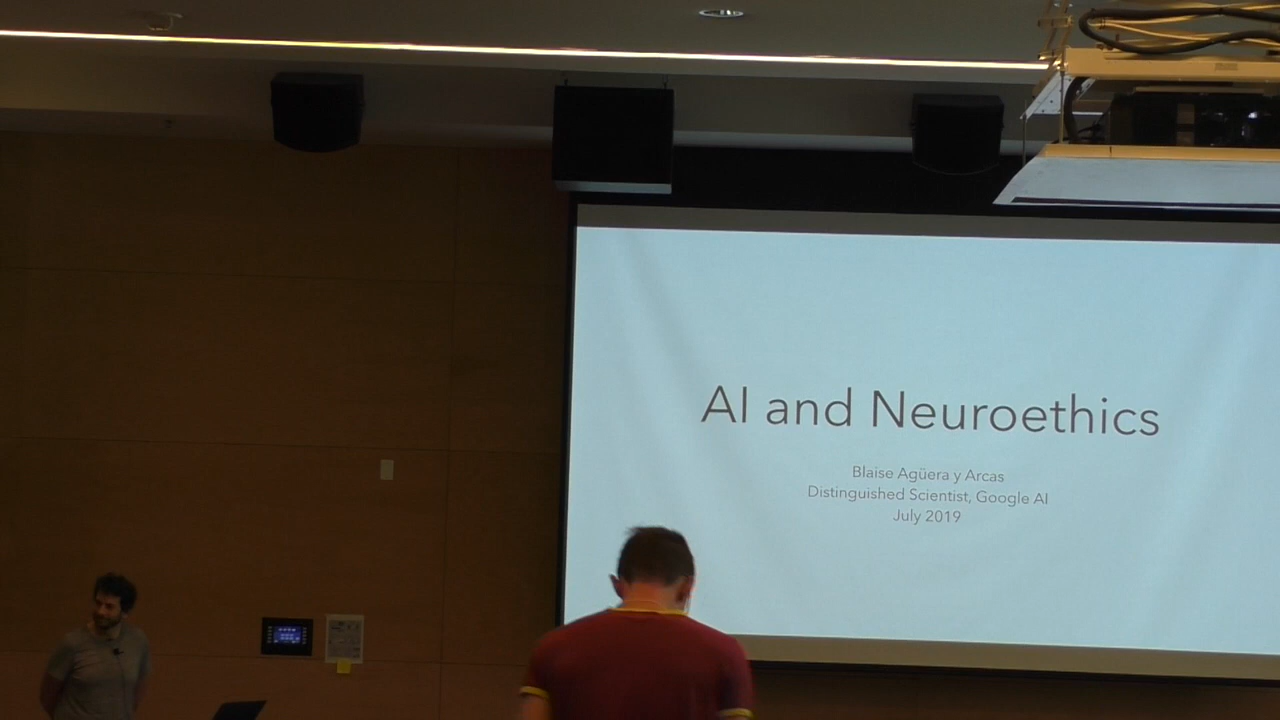 AI and Neuroethics
Blaise Agüera y Arcas
Distinguished Scientist, Google AI
July 2019